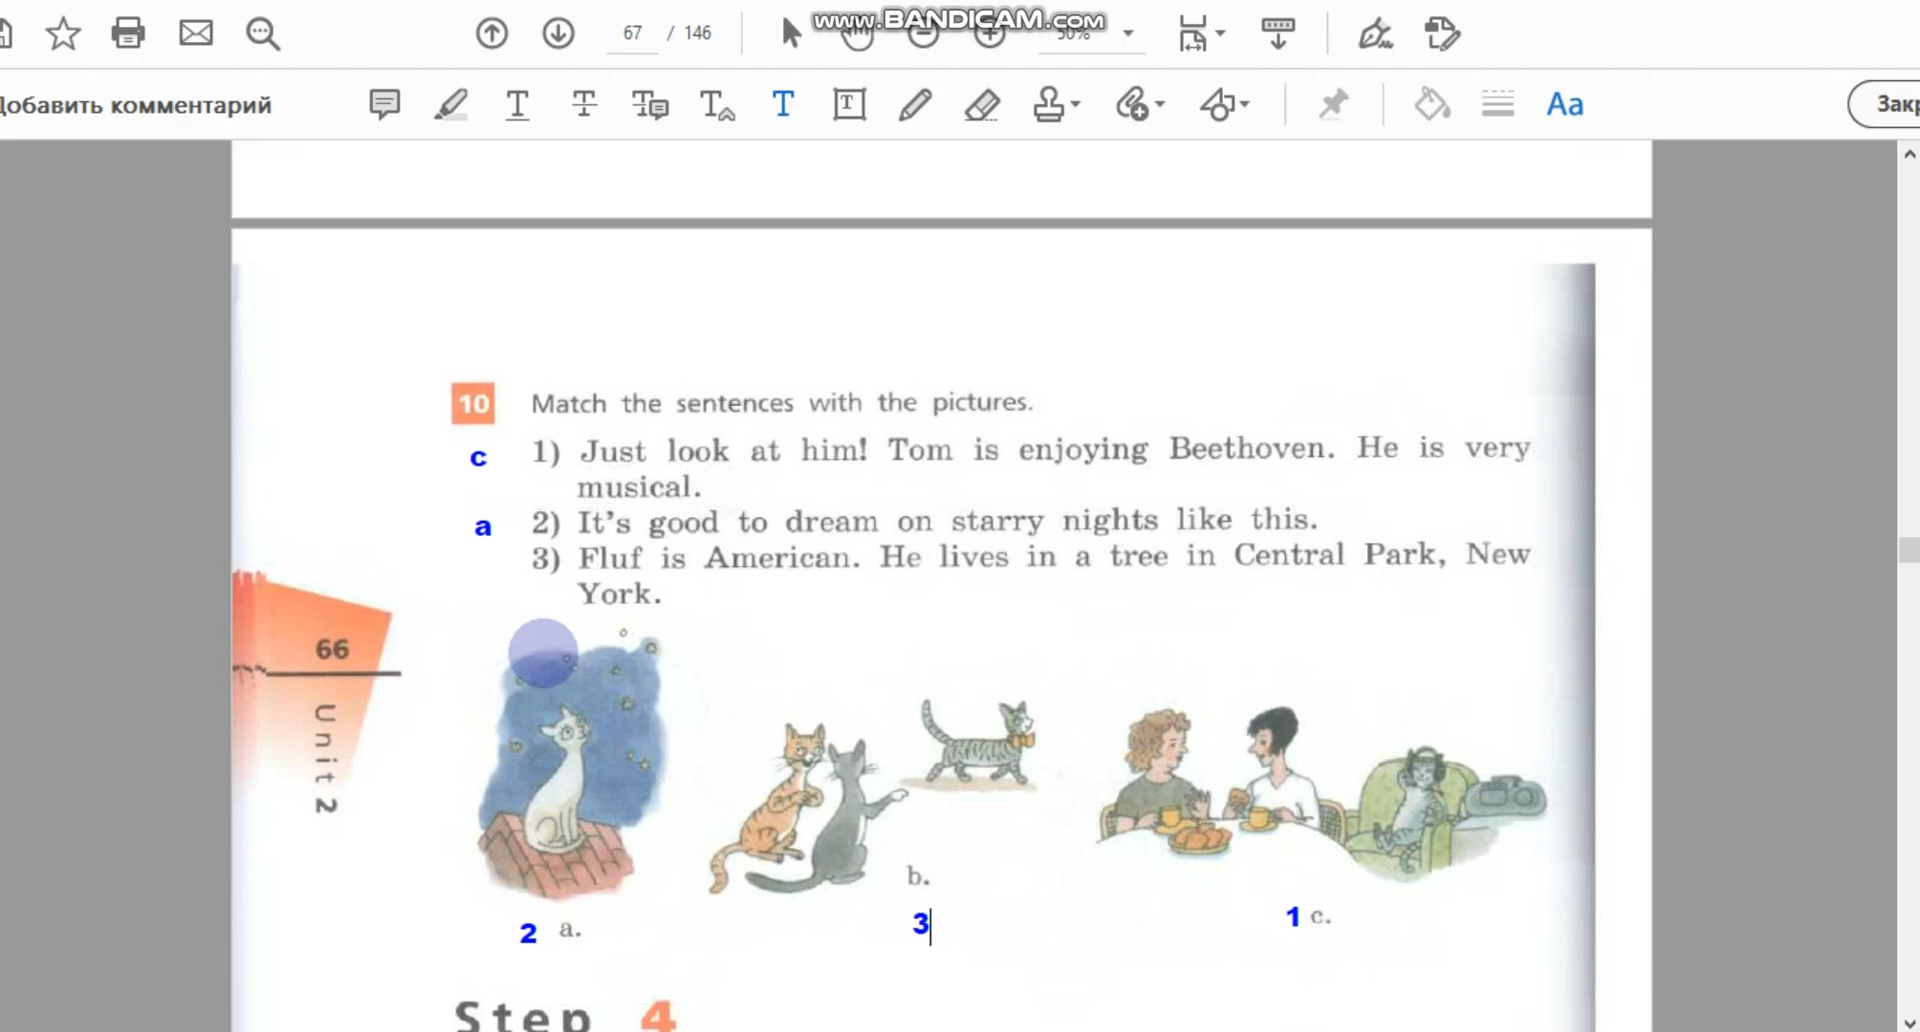 www.BANDICAM.com
67 / 146
50%
Добавить комментарий
Aa
Закр
10 Match the sentences with the pictures.
c 1) Just look at him! Tom is enjoying Beethoven. He is very
musical.
a 2) It's good to dream on starry nights like this.
3) Fluf is American. He lives in a tree in Central Park, New
York.
66
Unit 2
b.
2 a.
3
1 c.
Step 4